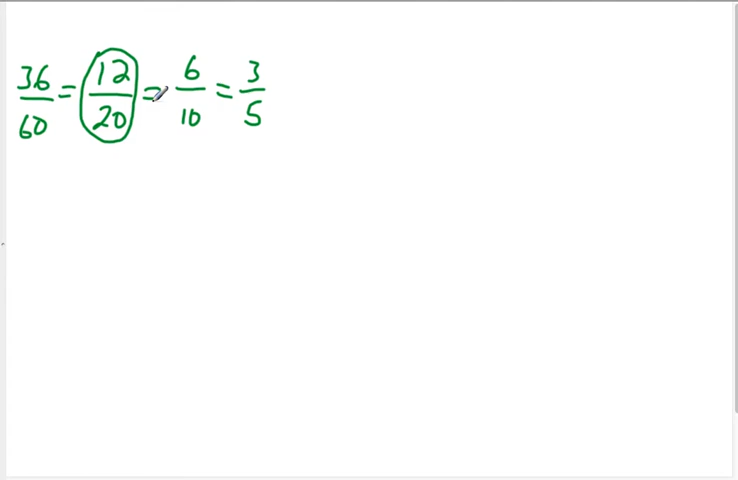 36/60 = 12/20 = 6/10 = 3/5